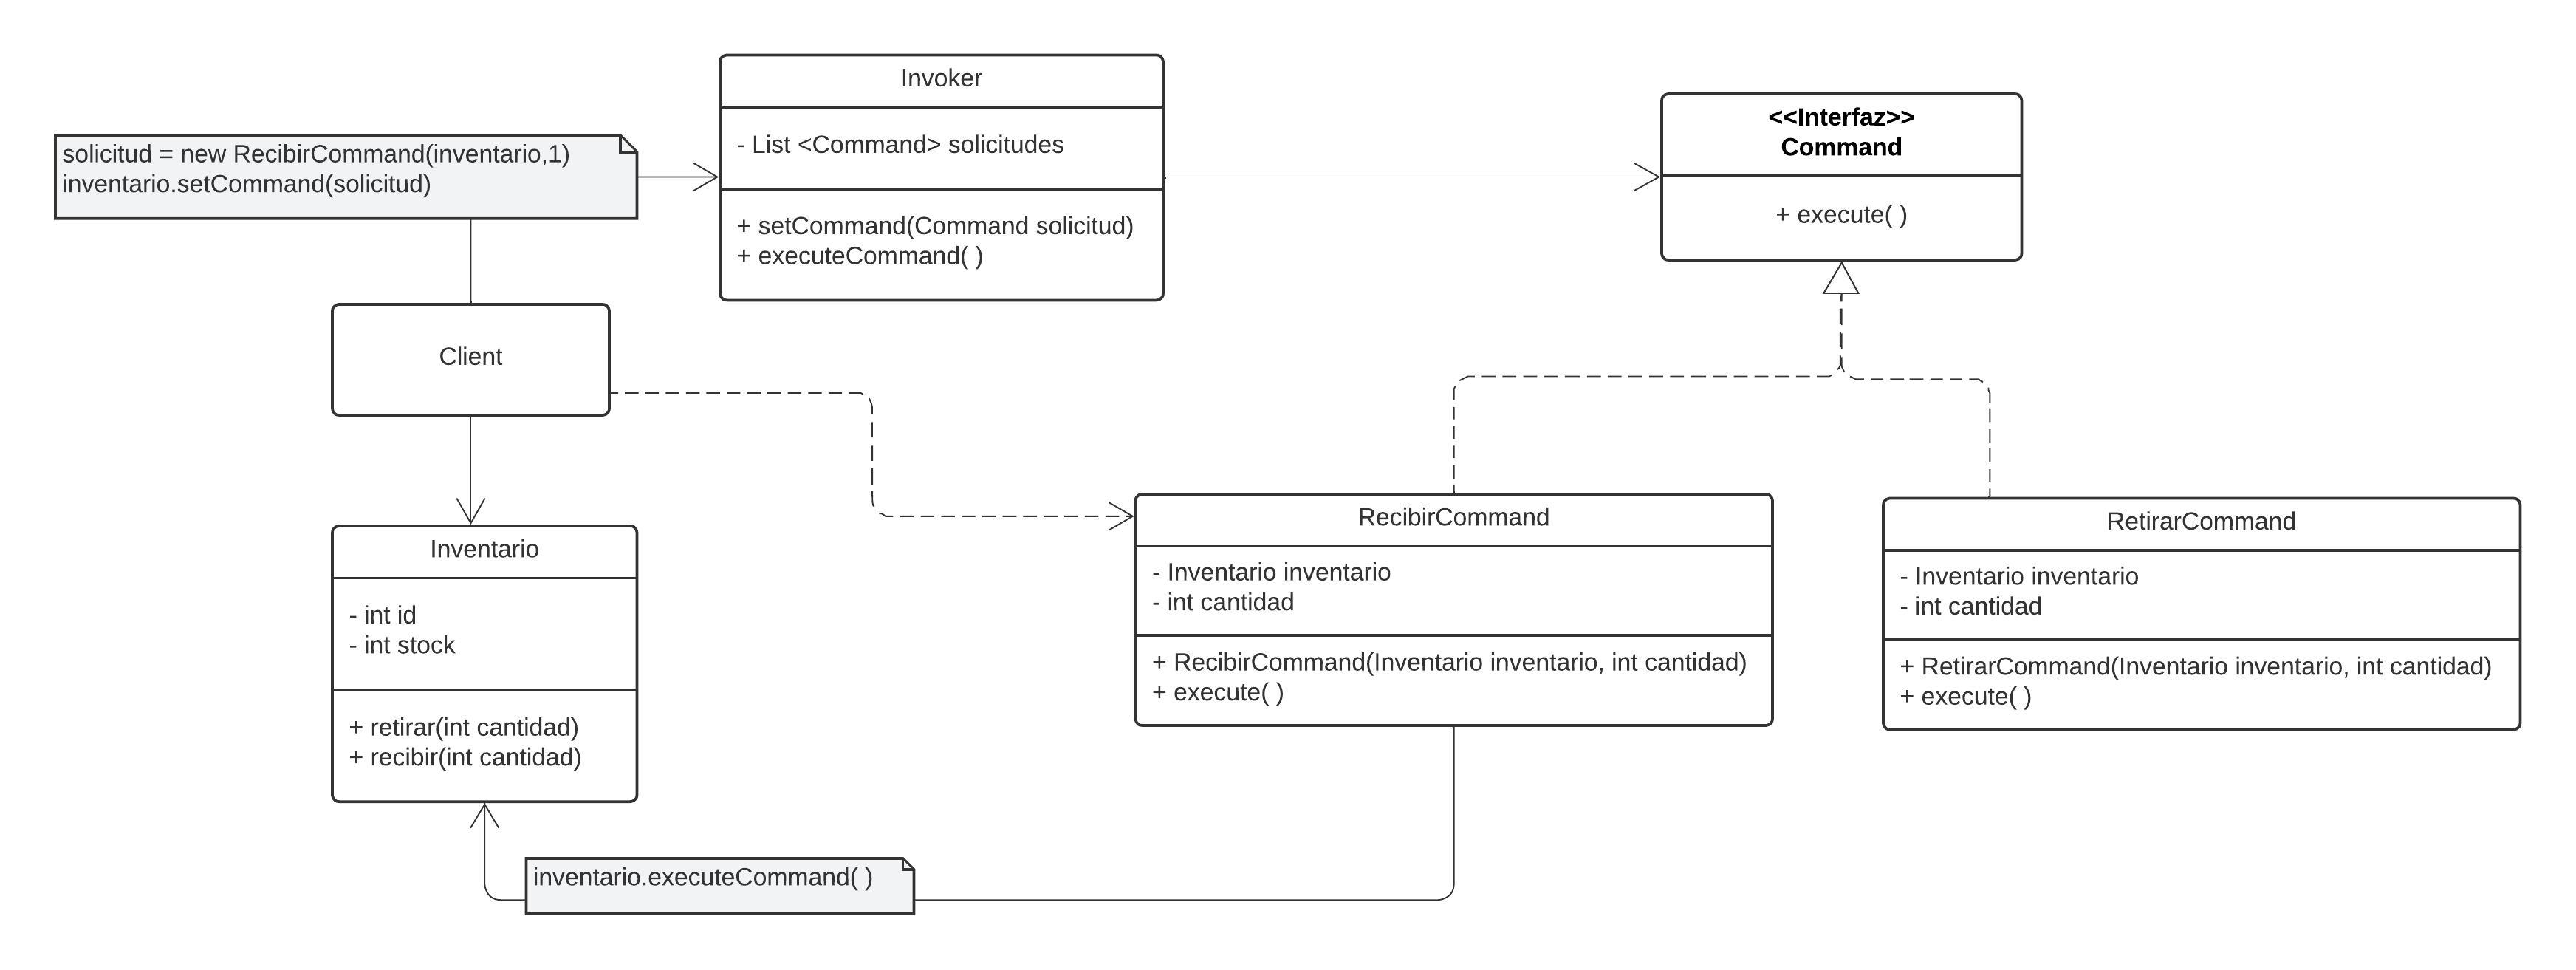 solicitud = new RecibirCommand(inventario,1)
inventario.setCommand(solicitud)
Invoker
- List <Command> solicitudes
+ setCommand(Command solicitud)
+ executeCommand( )
<<Interfaz>>
Command
+ execute( )
Client
Inventario
- int id
- int stock
+ retirar(int cantidad)
+ recibir(int cantidad)
RecibirCommand
- Inventario inventario
- int cantidad
+ RecibirCommand(Inventario inventario, int cantidad)
+ execute( )
RetirarCommand
- Inventario inventario
- int cantidad
+ RetirarCommand(Inventario inventario, int cantidad)
+ execute( )
inventario.executeCommand( )